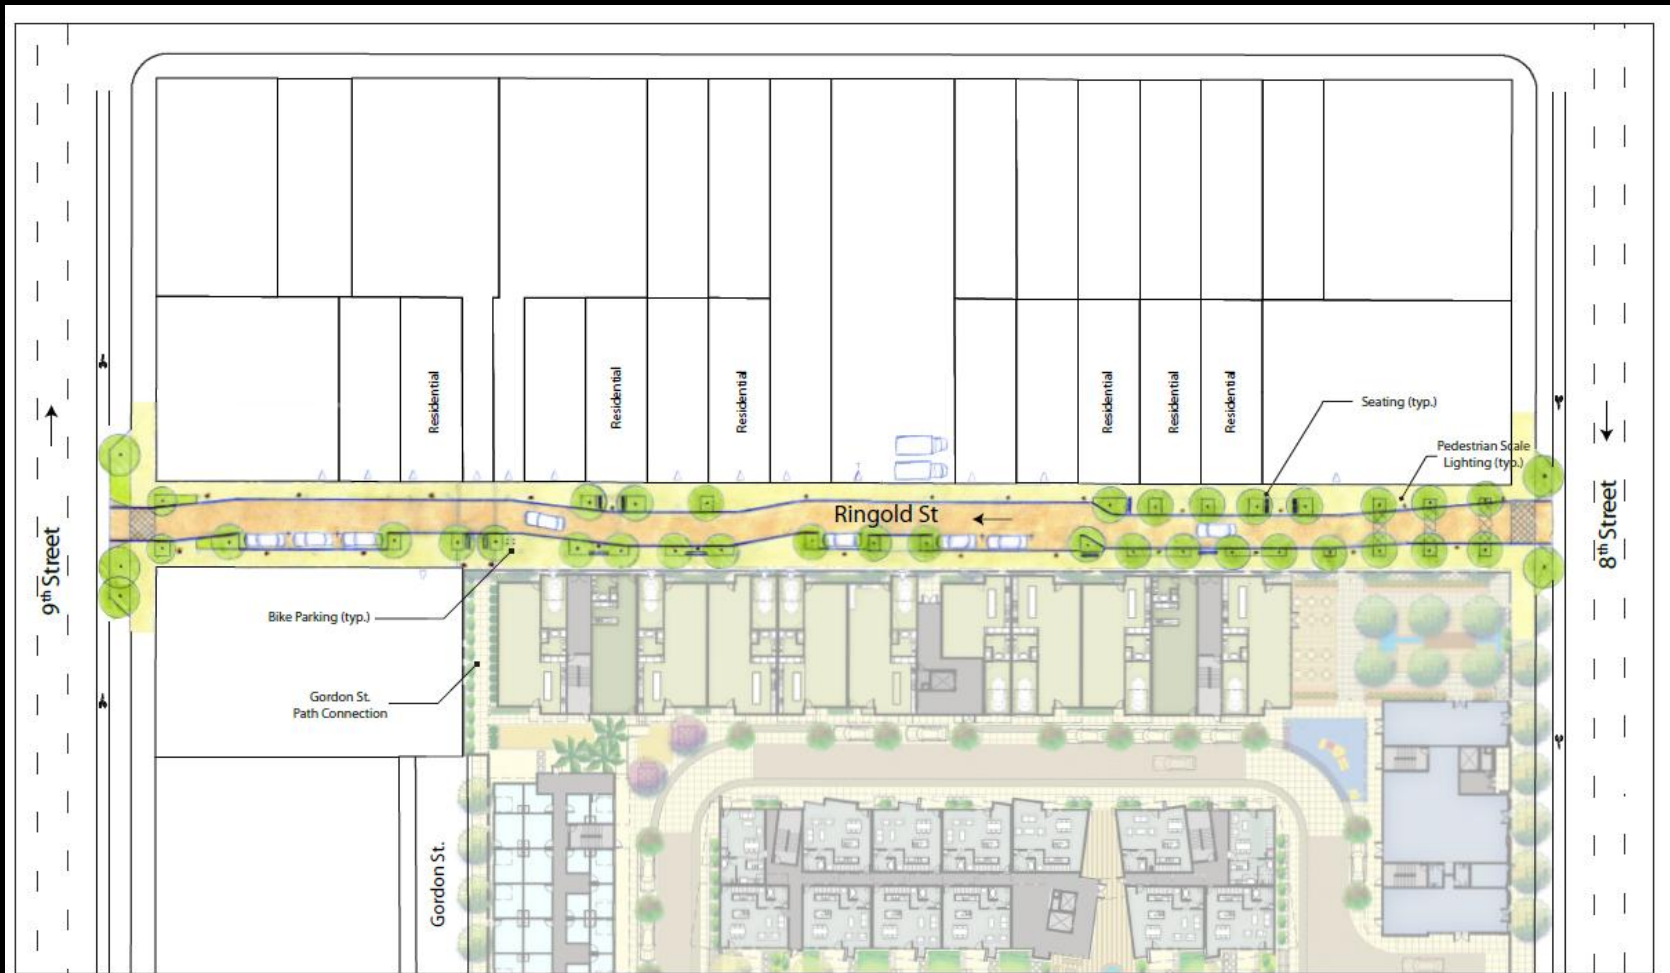 Residential
Residential
Residential
Residential
Residential
Residential
Seating (typ.)
Pedestrian Scale
Lighting (typ.)
Ringold St
9th Street
8th Street
Bike Parking (typ.)
Gordon St.
Path Connection
Gordon St.